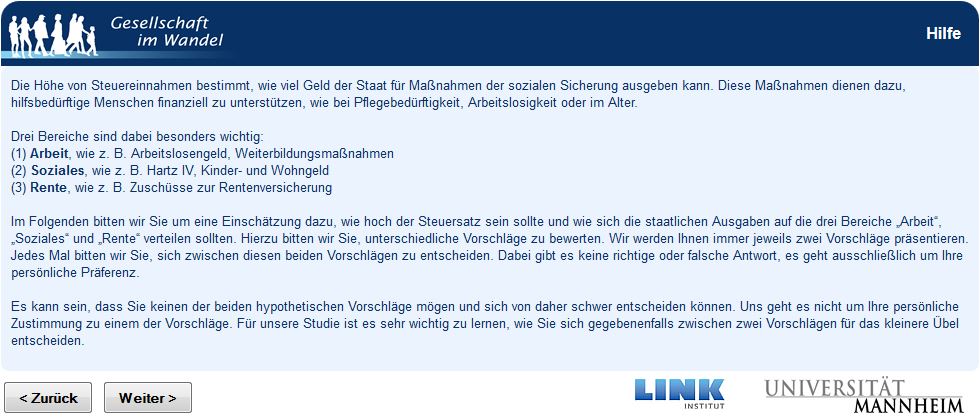 Gesellschaft
im Wandel
Hilfe
Die Höhe von Steuereinnahmen bestimmt, wie viel Geld der Staat für Maßnahmen der sozialen Sicherung ausgeben kann. Diese Maßnahmen dienen dazu,
hilfsbedürftige Menschen finanziell zu unterstützen, wie bei Pflegebedürftigkeit, Arbeitslosigkeit oder im Alter.
Drei Bereiche sind dabei besonders wichtig:
(1) Arbeit, wie z. B. Arbeitslosengeld, Weiterbildungsmaßnahmen
(2) Soziales, wie z. B. Hartz IV, Kinder- und Wohngeld
(3) Rente, wie z. B. Zuschüsse zur Rentenversicherung
Im Folgenden bitten wir Sie um eine Einschätzung dazu, wie hoch der Steuersatz sein sollte und wie sich die staatlichen Ausgaben auf die drei Bereiche „Arbeit“,
„Soziales“ und „Rente“ verteilen sollten. Hierzu bitten wir Sie, unterschiedliche Vorschläge zu bewerten. Wir werden Ihnen immer jeweils zwei Vorschläge präsentieren.
Jedes Mal bitten wir Sie, sich zwischen diesen beiden Vorschlägen zu entscheiden. Dabei gibt es keine richtige oder falsche Antwort, es geht ausschließlich um Ihre
persönliche Präferenz.
Es kann sein, dass Sie keinen der beiden hypothetischen Vorschläge mögen und sich von daher schwer entscheiden können. Uns geht es nicht um Ihre persönliche
Zustimmung zu einem der Vorschläge. Für unsere Studie ist es sehr wichtig zu lernen, wie Sie sich gegebenenfalls zwischen zwei Vorschlägen für das kleinere Übel
entscheiden.
< Zurück
Weiter >
LINK
INSTITUT
UNIVERSITÄT
MANNHEIM